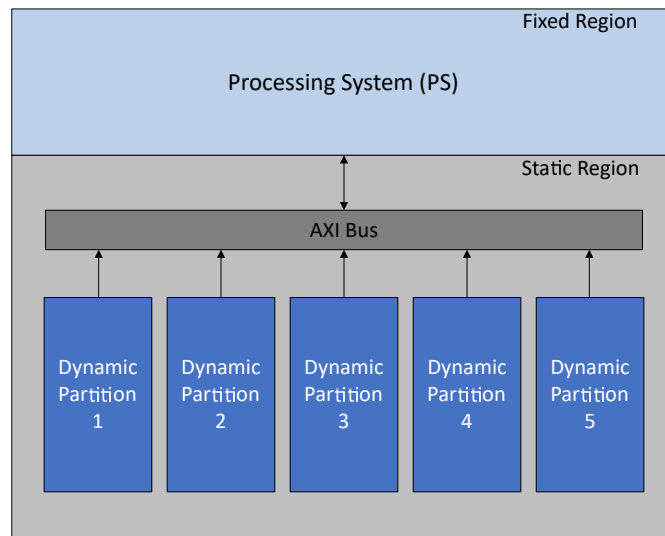 Fixed Region
Processing System (PS)
Static Region
AXI Bus
Dynamic
Partition
1
Dynamic
Partition
2
Dynamic
Partition
3
Dynamic
Partition
4
Dynamic
Partition
5